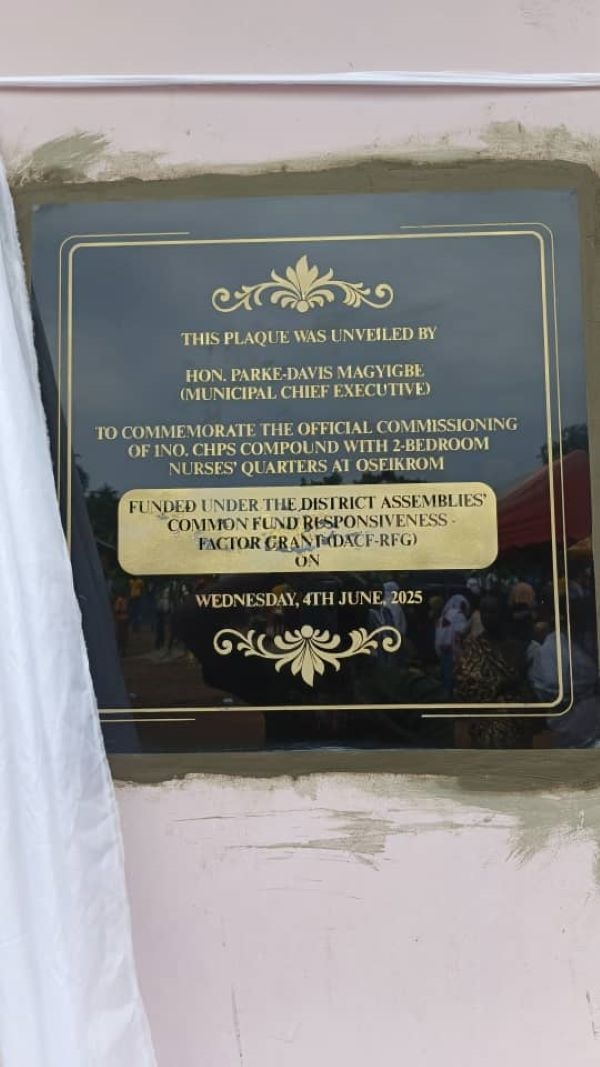 THIS PLAQUE WAS UNVEILED BY
HON. PARKE-DAVIS MAGYIGBE
(MUNICIPAL CHIEF EXECUTIVE)
TO COMMEMORATE THE OFFICIAL COMMISSIONING
OF 1NO. CHPS COMPOUND WITH 2-BEDROOM
NURSES' QUARTERS AT OSEIKROM
FUNDED UNDER THE DISTRICT ASSEMBLIES'
COMMON FUND RESPONSIVENESS -
FACTOR GRANT (DACF-RFG)
ON
WEDNESDAY, 4TH JUNE, 2025